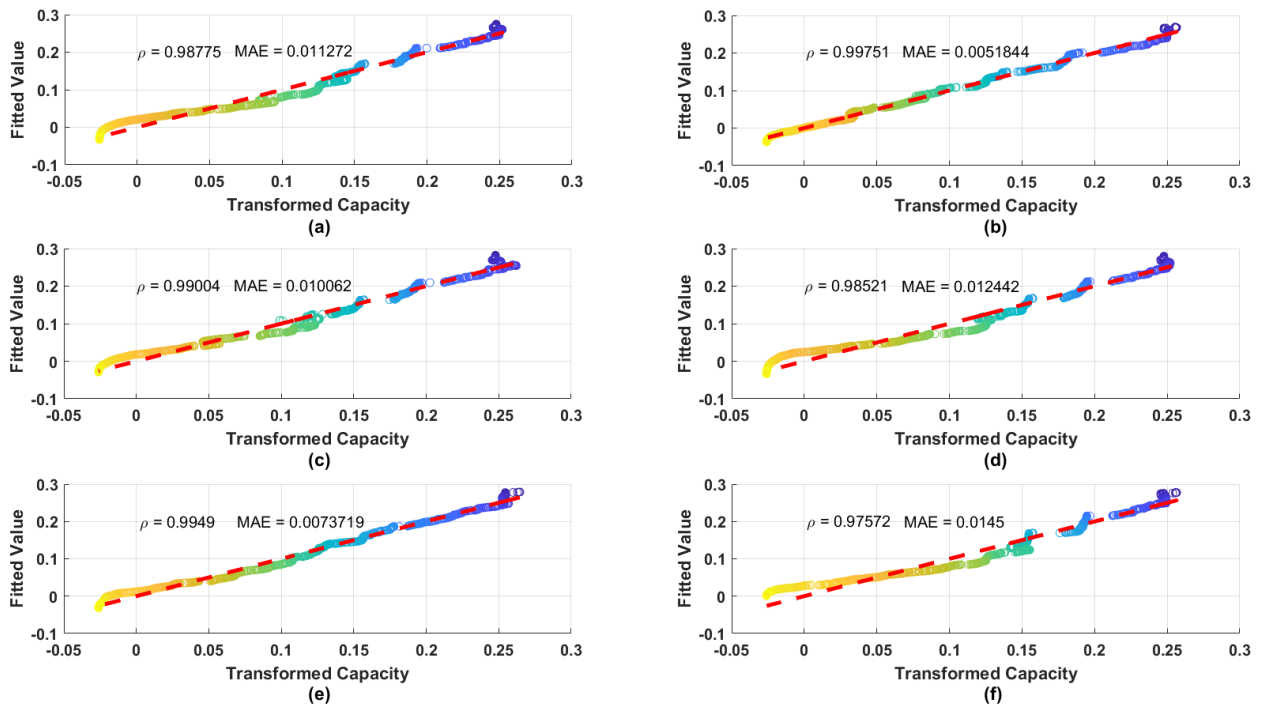 0.3
0.2
0.1
0
-0.1
Fitted Value
ρ = 0.98775 MAE = 0.011272
-0.05 0 0.05 0.1 0.15 0.2 0.25 0.3
Transformed Capacity
(a)
0.3
0.2
0.1
0
-0.1
Fitted Value
ρ = 0.99751 MAE = 0.0051844
-0.05 0 0.05 0.1 0.15 0.2 0.25 0.3
Transformed Capacity
(b)
0.3
0.2
0.1
0
-0.1
Fitted Value
ρ = 0.99004 MAE = 0.010062
-0.05 0 0.05 0.1 0.15 0.2 0.25 0.3
Transformed Capacity
(c)
0.3
0.2
0.1
0
-0.1
Fitted Value
ρ = 0.98521 MAE = 0.012442
-0.05 0 0.05 0.1 0.15 0.2 0.25 0.3
Transformed Capacity
(d)
0.3
0.2
0.1
0
-0.1
Fitted Value
ρ = 0.9949 MAE = 0.0073719
-0.05 0 0.05 0.1 0.15 0.2 0.25 0.3
Transformed Capacity
(e)
0.3
0.2
0.1
0
-0.1
Fitted Value
ρ = 0.97572 MAE = 0.0145
-0.05 0 0.05 0.1 0.15 0.2 0.25 0.3
Transformed Capacity
(f)